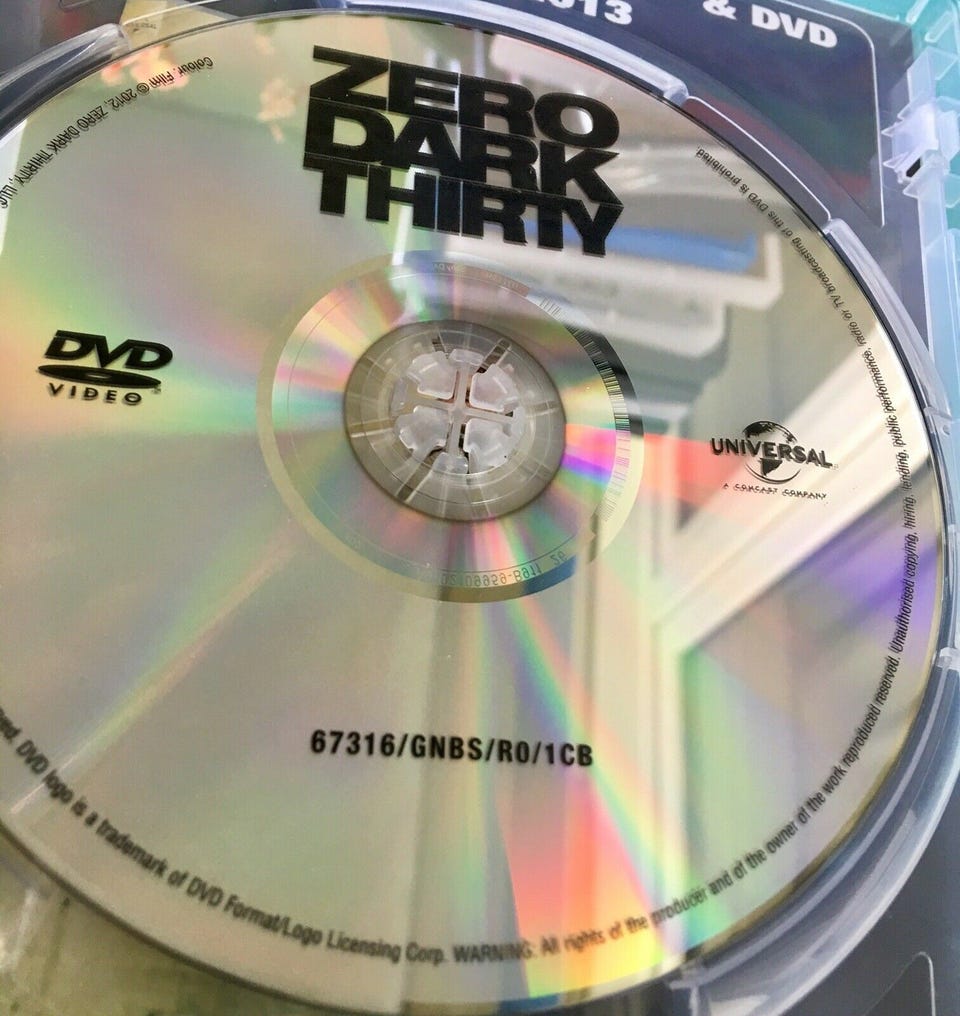 2013
& DVD
ZERO
DARK
THIRTY
Colour. Film © 2012, ZERO DARK THIRTY, LLC
DVD
VIDEO
UNIVERSAL
A COMCAST COMPANY
67316/GNBS/R0/1CB
DVD logo is a trademark of DVD Format/Logo Licensing Corp. WARNING: All rights of the producer and of the owner of the work reproduced reserved. Unauthorised copying, hiring, lending, public performance, radio or TV broadcasting of this DVD is prohibited